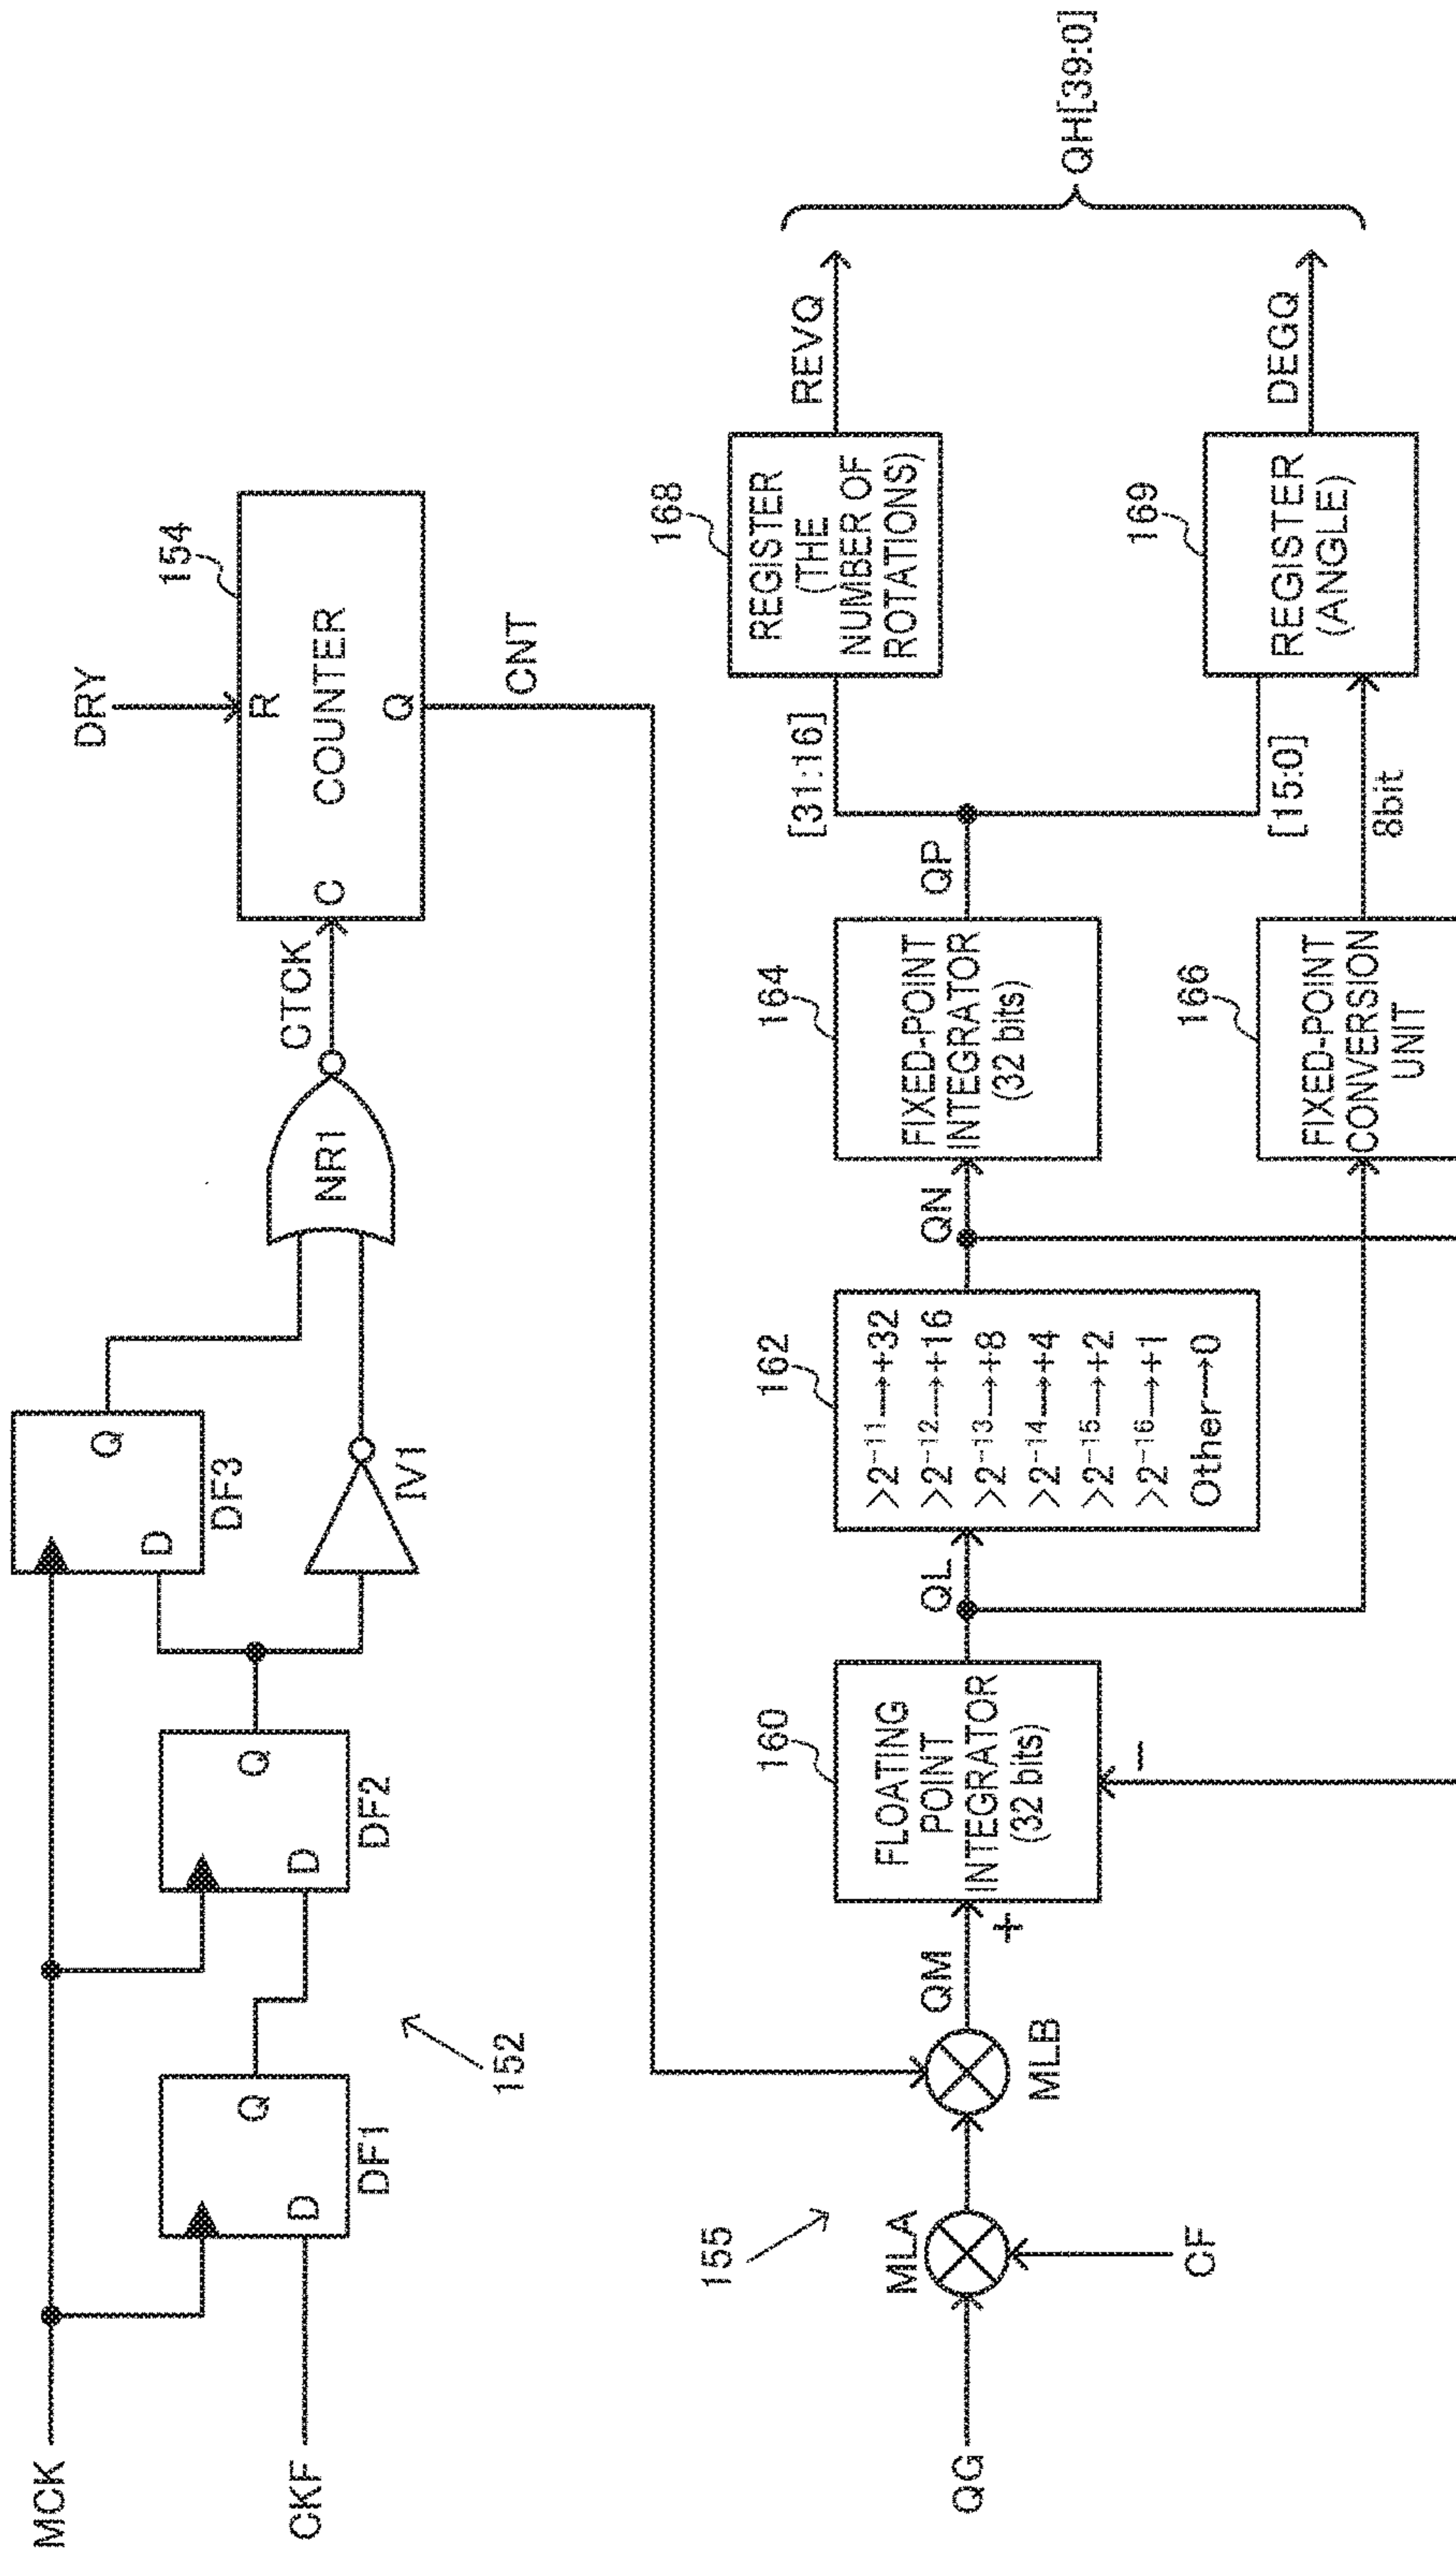 MCK
CKF
D
Q
DF1
D
Q
DF2
D
Q
DF3
IV1
NR1
CTCK
C
COUNTER
R
Q
154
DRY
CNT
152
155
QG
MLA
CF
MLB
QM
+
−
160
FLOATING
POINT
INTEGRATOR
(32 bits)
QL
162
>2⁻¹¹→+32
>2⁻¹²→+16
>2⁻¹³→+8
>2⁻¹⁴→+4
>2⁻¹⁵→+2
>2⁻¹⁶→+1
Other→0
QN
164
FIXED-POINT
INTEGRATOR
(32 bits)
QP
166
FIXED-POINT
CONVERSION
UNIT
[31:16]
[15:0]
8bit
168
REGISTER
(THE
NUMBER OF
ROTATIONS)
REVQ
169
REGISTER
(ANGLE)
DEGQ
QH[39:0]